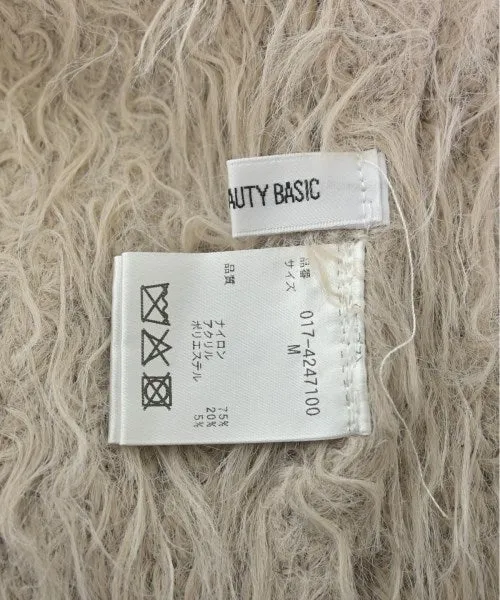 AUTY BASIC
品番 017-4247100
サイズ M
品質
ナイロン 75%
アクリル 20%
ポリエステル 5%